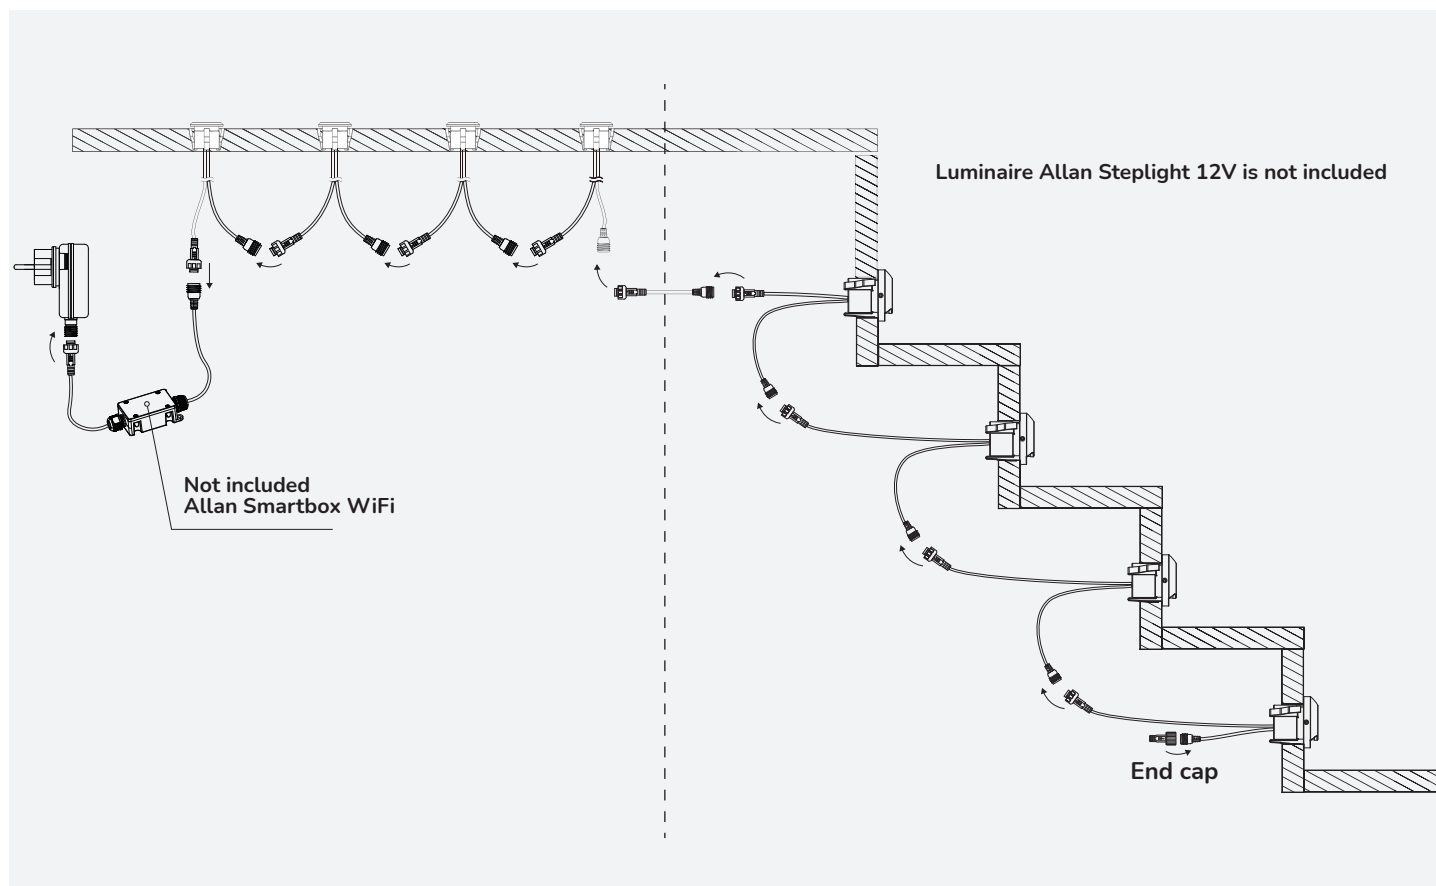 Luminaire Allan Steplight 12V is not included
Not included
Allan Smartbox WiFi
End cap